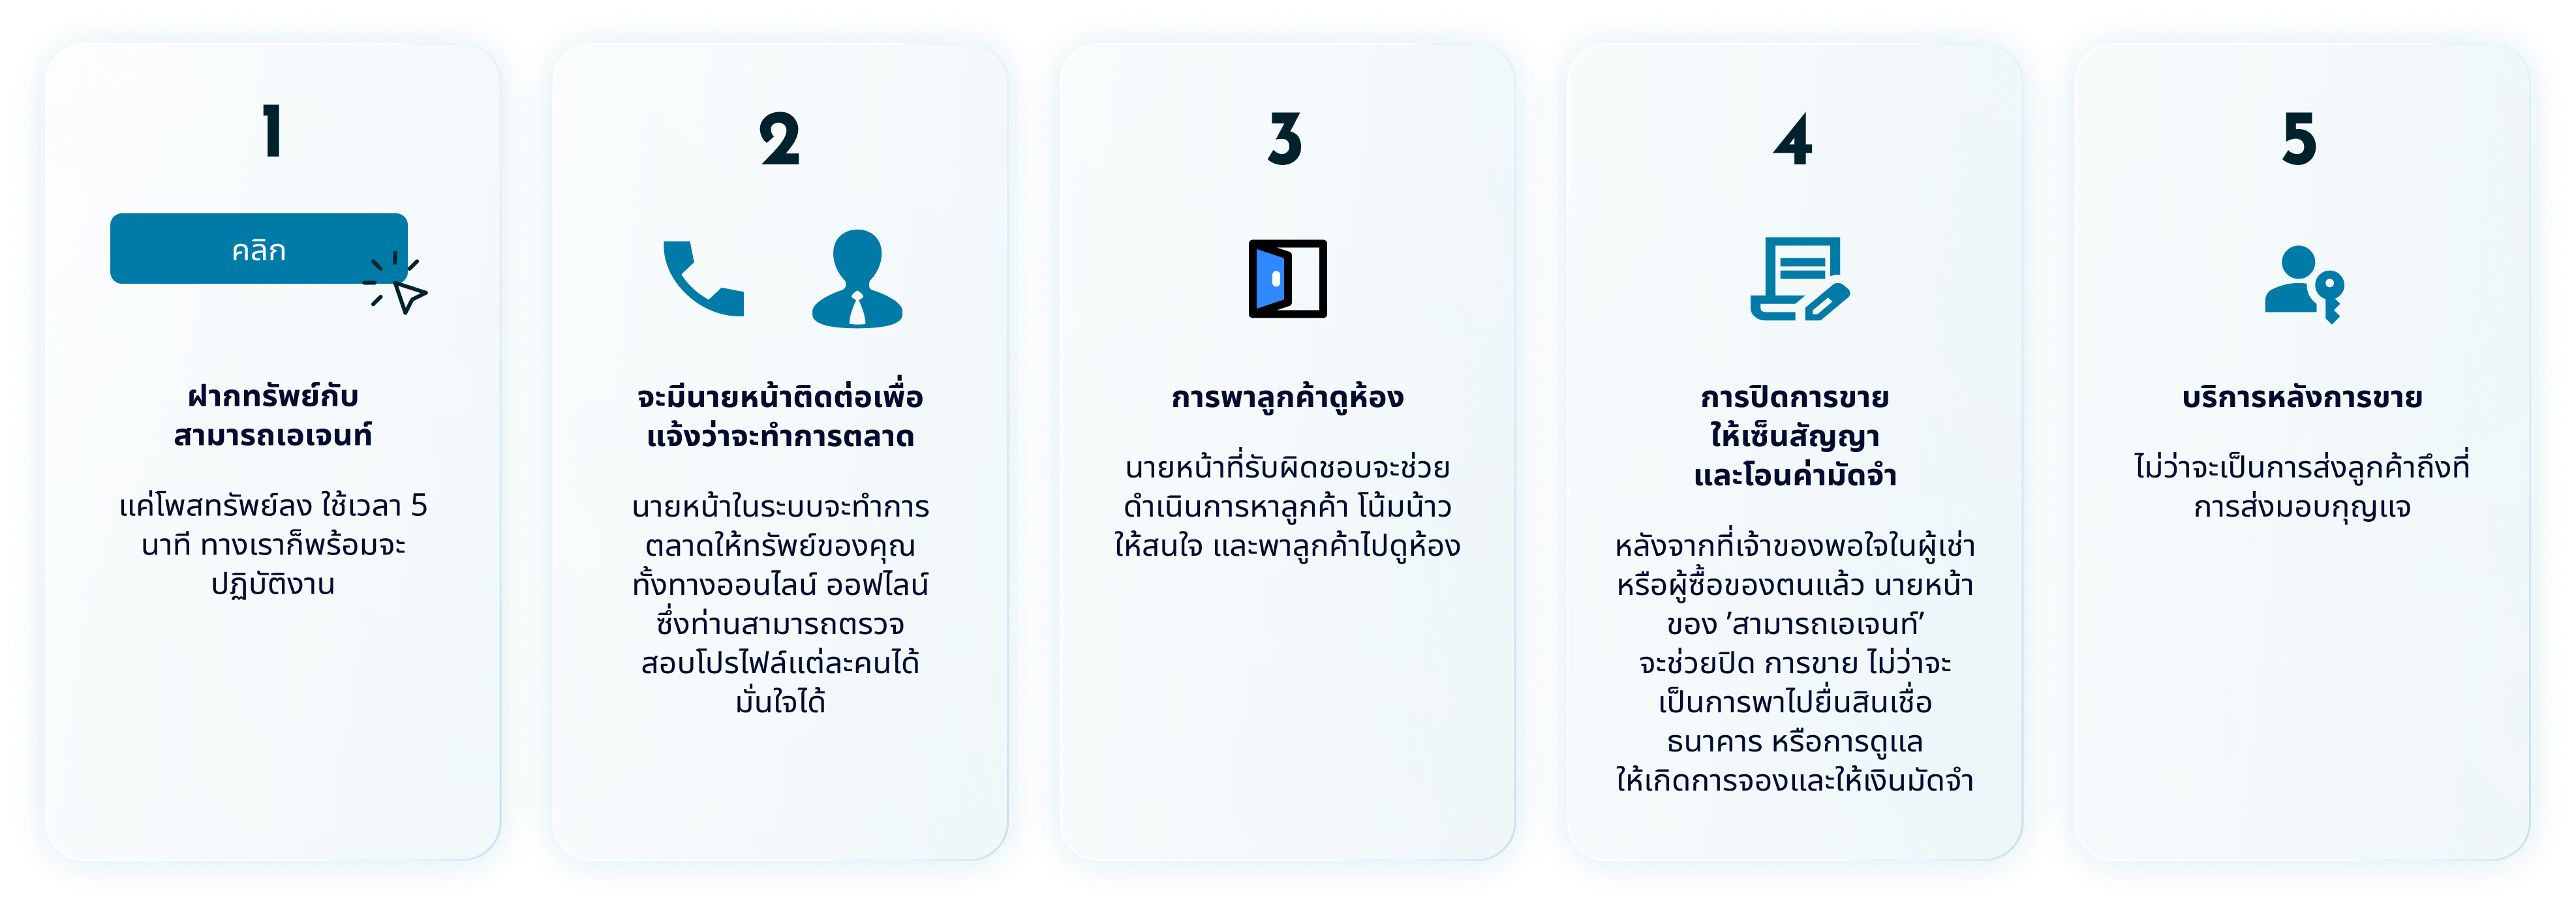 1
คลิก
ฝากทรัพย์กับ
สามารถเอเจนท์
แค่โพสทรัพย์ลง ใช้เวลา 5
นาที ทางเราก็พร้อมจะ
ปฏิบัติงาน
2
จะมีนายหน้าติดต่อเพื่อ
แจ้งว่าจะทำการตลาด
นายหน้าในระบบจะทำการ
ตลาดให้ทรัพย์ของคุณ
ทั้งทางออนไลน์ ออฟไลน์
ซึ่งท่านสามารถตรวจ
สอบโปรไฟล์แต่ละคนได้
มั่นใจได้
3
การพาลูกค้าดูห้อง
นายหน้าที่รับผิดชอบจะช่วย
ดำเนินการหาลูกค้า โน้มน้าว
ให้สนใจ และพาลูกค้าไปดูห้อง
4
การปิดการขาย
ให้เซ็นสัญญา
และโอนค่ามัดจำ
หลังจากที่เจ้าของพอใจในผู้เช่า
หรือผู้ซื้อของตนแล้ว นายหน้า
ของ ’สามารถเอเจนท์’
จะช่วยปิด การขาย ไม่ว่าจะ
เป็นการพาไปยื่นสินเชื่อ
ธนาคาร หรือการดูแล
ให้เกิดการจองและให้เงินมัดจำ
5
บริการหลังการขาย
ไม่ว่าจะเป็นการส่งลูกค้าถึงที่
การส่งมอบกุญแจ